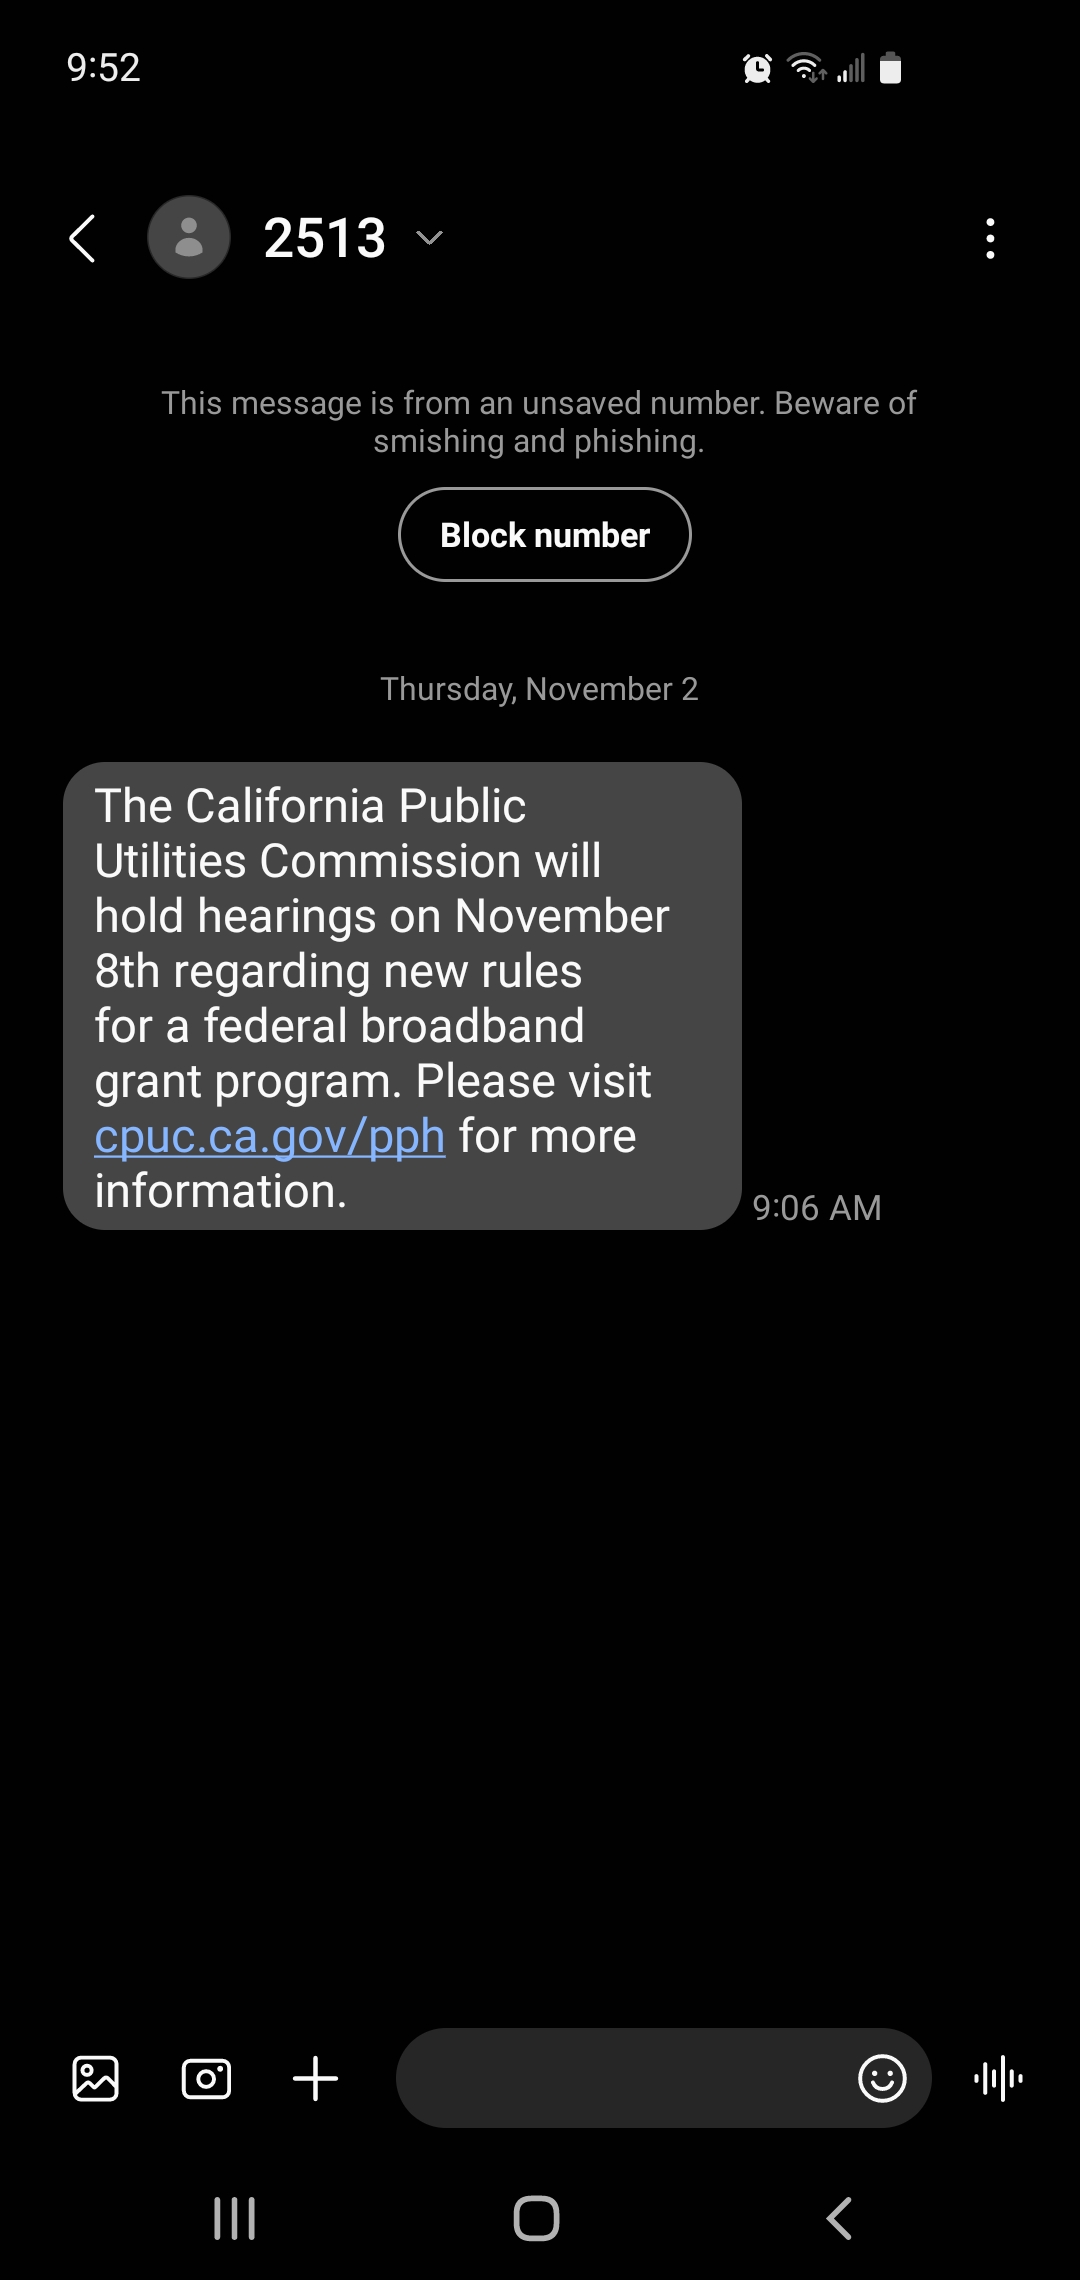 9:52
2513
This message is from an unsaved number. Beware of
smishing and phishing.
Block number
Thursday, November 2
The California Public
Utilities Commission will
hold hearings on November
8th regarding new rules
for a federal broadband
grant program. Please visit
cpuc.ca.gov/pph for more
information.
9:06 AM